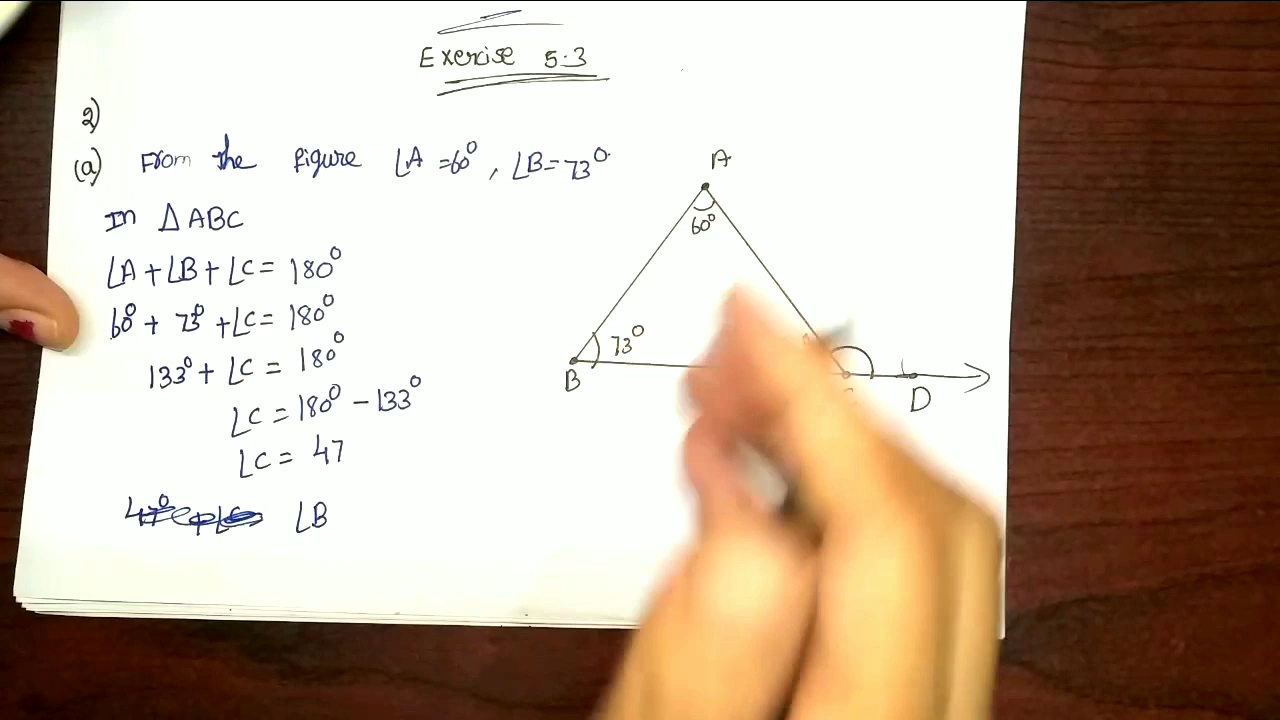 Exercise 5.3
2)
(a) From the figure ∠A =60°, ∠B=73°
In △ABC
∠A+∠B+∠C=180°
60°+ 73° +∠C=180°
133°+ ∠C = 180°
∠C =180° -133°
∠C = 47
∠B
A
60°
73°
B
D